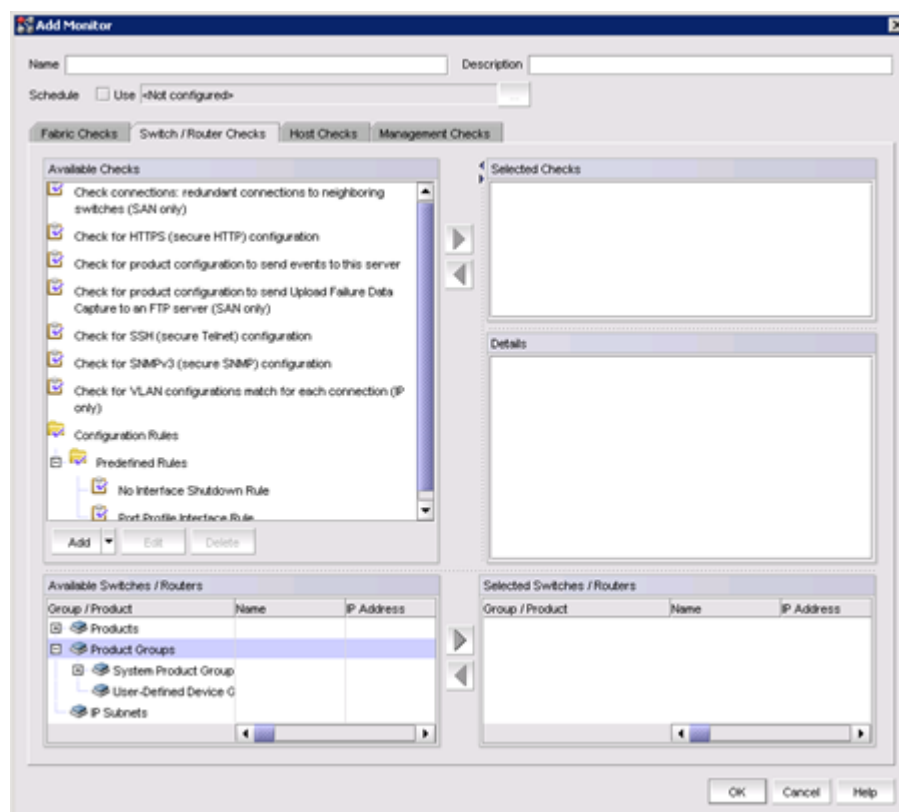 Add Monitor
Name
Description
Schedule
Use
<Not configured>
...
Fabric Checks
Switch / Router Checks
Host Checks
Management Checks
Available Checks
Check connections: redundant connections to neighboring
switches (SAN only)
Check for HTTPS (secure HTTP) configuration
Check for product configuration to send events to this server
Check for product configuration to send Upload Failure Data
Capture to an FTP server (SAN only)
Check for SSH (secure Telnet) configuration
Check for SNMPv3 (secure SNMP) configuration
Check for VLAN configurations match for each connection (IP
only)
Configuration Rules
Predefined Rules
No Interface Shutdown Rule
Port Profile Interface Rule
Add
Edit
Delete
Selected Checks
Details
Available Switches / Routers
Group / Product
Name
IP Address
Products
Product Groups
System Product Group
User-Defined Device G
IP Subnets
Selected Switches / Routers
Group / Product
Name
IP Address
OK
Cancel
Help